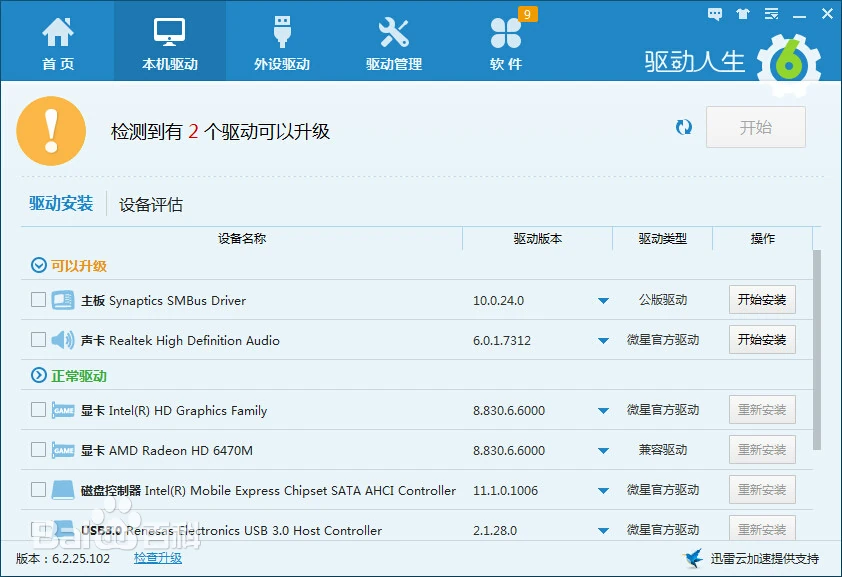 9
首 页
本机驱动
外设驱动
驱动管理
软 件
驱动人生
6
检测到有 2 个驱动可以升级
开始
驱动安装 设备评估
设备名称 驱动版本 驱动类型 操作
可以升级
主板 Synaptics SMBus Driver 10.0.24.0 公版驱动 开始安装
声卡 Realtek High Definition Audio 6.0.1.7312 微星官方驱动 开始安装
正常驱动
GAME 显卡 Intel(R) HD Graphics Family 8.830.6.6000 微星官方驱动 重新安装
GAME 显卡 AMD Radeon HD 6470M 8.830.6.6000 兼容驱动 重新安装
磁盘控制器 Intel(R) Mobile Express Chipset SATA AHCI Controller 11.1.0.1006 微星官方驱动 重新安装
USB3.0 Renesas Electronics USB 3.0 Host Controller 2.1.28.0 微星官方驱动 重新安装
Baidu百科
版本：6.2.25.102 检查升级 迅雷云加速提供支持